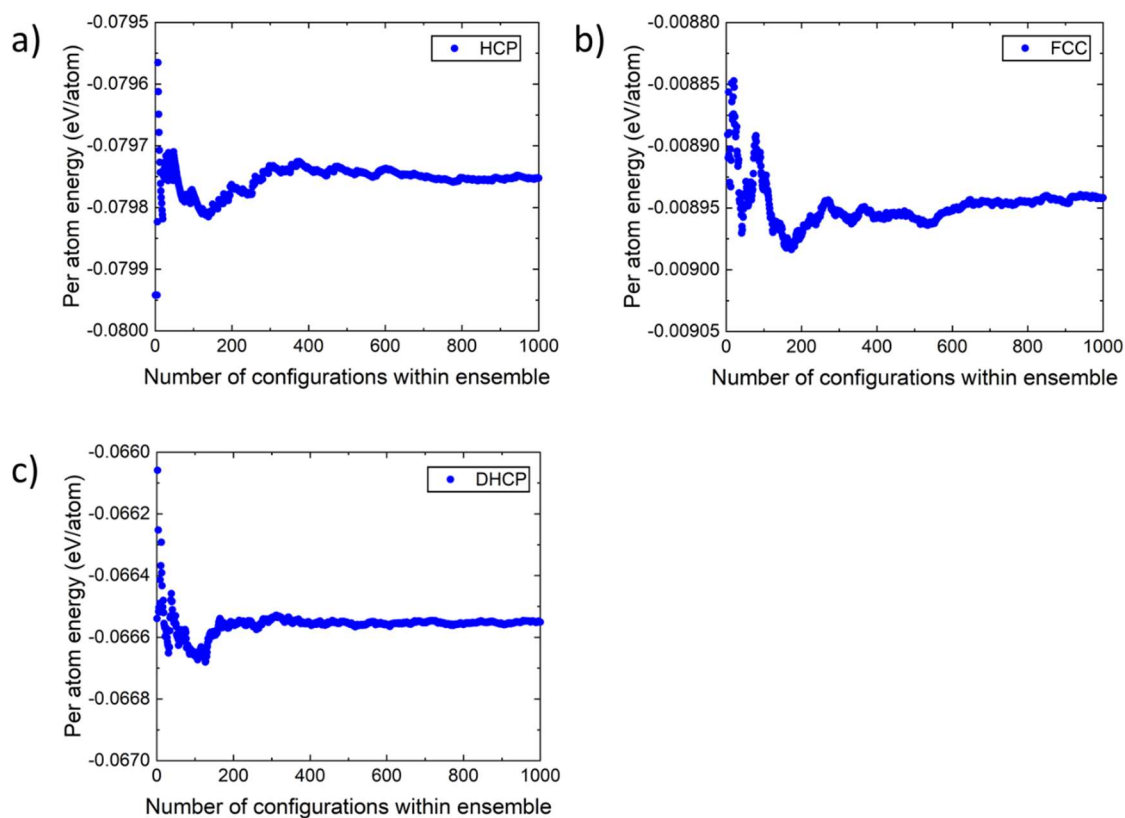 a)
Per atom energy (eV/atom)
-0.0795
-0.0796
-0.0797
-0.0798
-0.0799
-0.0800
HCP
0 200 400 600 800 1000
Number of configurations within ensemble
b)
Per atom energy (eV/atom)
-0.00880
-0.00885
-0.00890
-0.00895
-0.00900
-0.00905
FCC
0 200 400 600 800 1000
Number of configurations within ensemble
c)
Per atom energy (eV/atom)
-0.0660
-0.0662
-0.0664
-0.0666
-0.0668
-0.0670
DHCP
0 200 400 600 800 1000
Number of configurations within ensemble